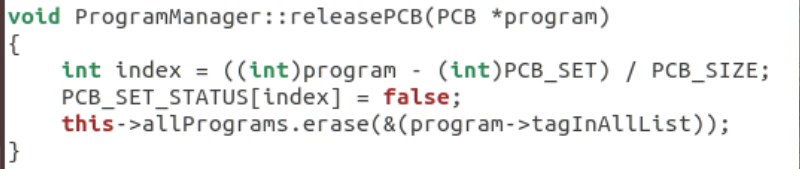 void ProgramManager::releasePCB(PCB *program)
{
    int index = ((int)program - (int)PCB_SET) / PCB_SIZE;
    PCB_SET_STATUS[index] = false;
    this->allPrograms.erase(&(program->tagInAllList));
}